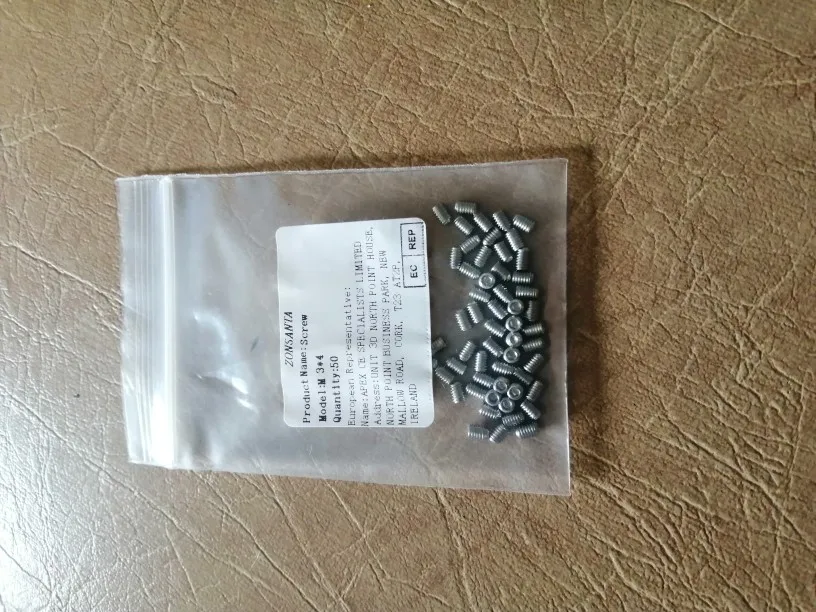 ZONSANTA
Product Name:Screw
Model:M 3*4
Quantity:50
European Representative:
Name:APEX CE SPECIALISTS LIMITED
Address:UNIT 3D NORTH POINT HOUSE,
NORTH POINT BUSINESS PARK, NEW
MALLOW ROAD, CORK, T23 AT2P,
IRELAND
EC REP